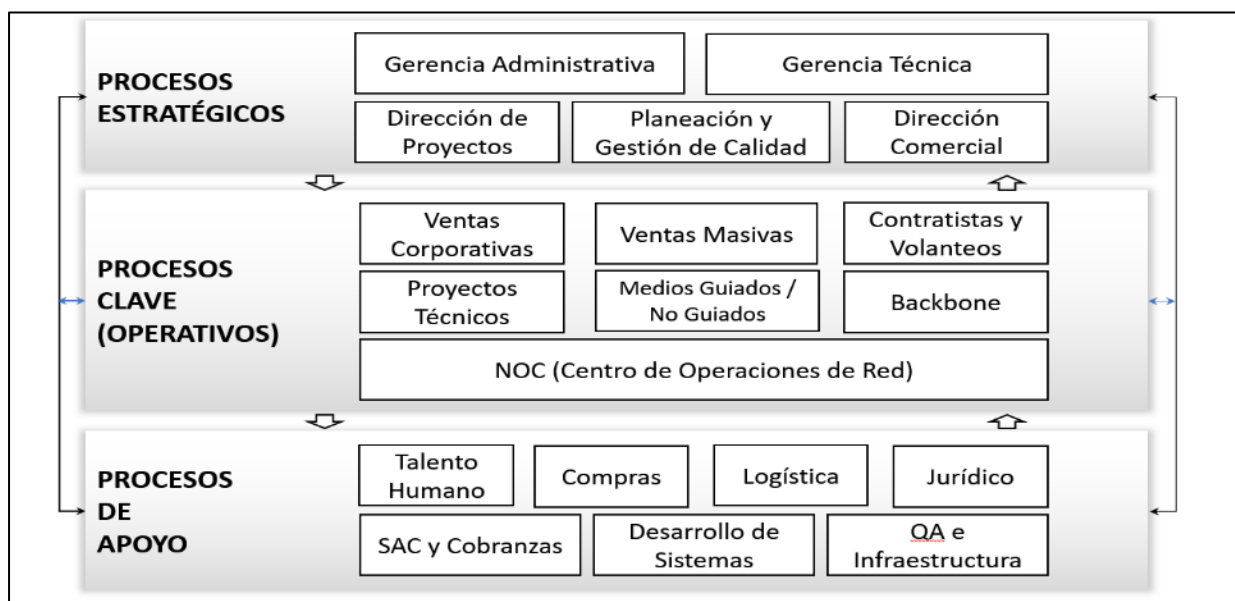 PROCESOS
ESTRATÉGICOS
Gerencia Administrativa
Gerencia Técnica
Dirección de
Proyectos
Planeación y
Gestión de Calidad
Dirección
Comercial
PROCESOS
CLAVE
(OPERATIVOS)
Ventas
Corporativas
Ventas Masivas
Contratistas y
Volanteos
Proyectos
Técnicos
Medios Guiados /
No Guiados
Backbone
NOC (Centro de Operaciones de Red)
PROCESOS
DE
APOYO
Talento
Humano
Compras
Logística
Jurídico
SAC y Cobranzas
Desarrollo de
Sistemas
QA e
Infraestructura